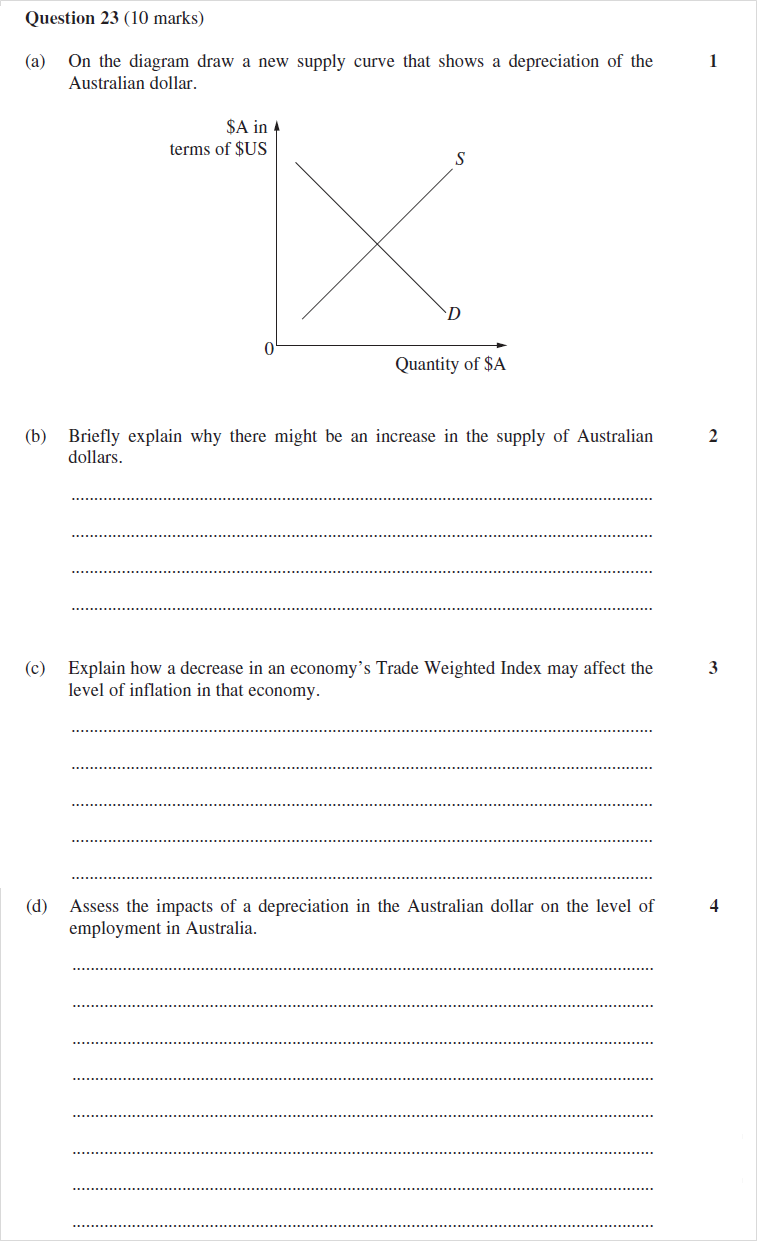 Question 23 (10 marks)
(a) On the diagram draw a new supply curve that shows a depreciation of the 1
Australian dollar.
$A in
terms of $US
S
D
0
Quantity of $A
(b) Briefly explain why there might be an increase in the supply of Australian 2
dollars.
(c) Explain how a decrease in an economy’s Trade Weighted Index may affect the 3
level of inflation in that economy.
(d) Assess the impacts of a depreciation in the Australian dollar on the level of 4
employment in Australia.